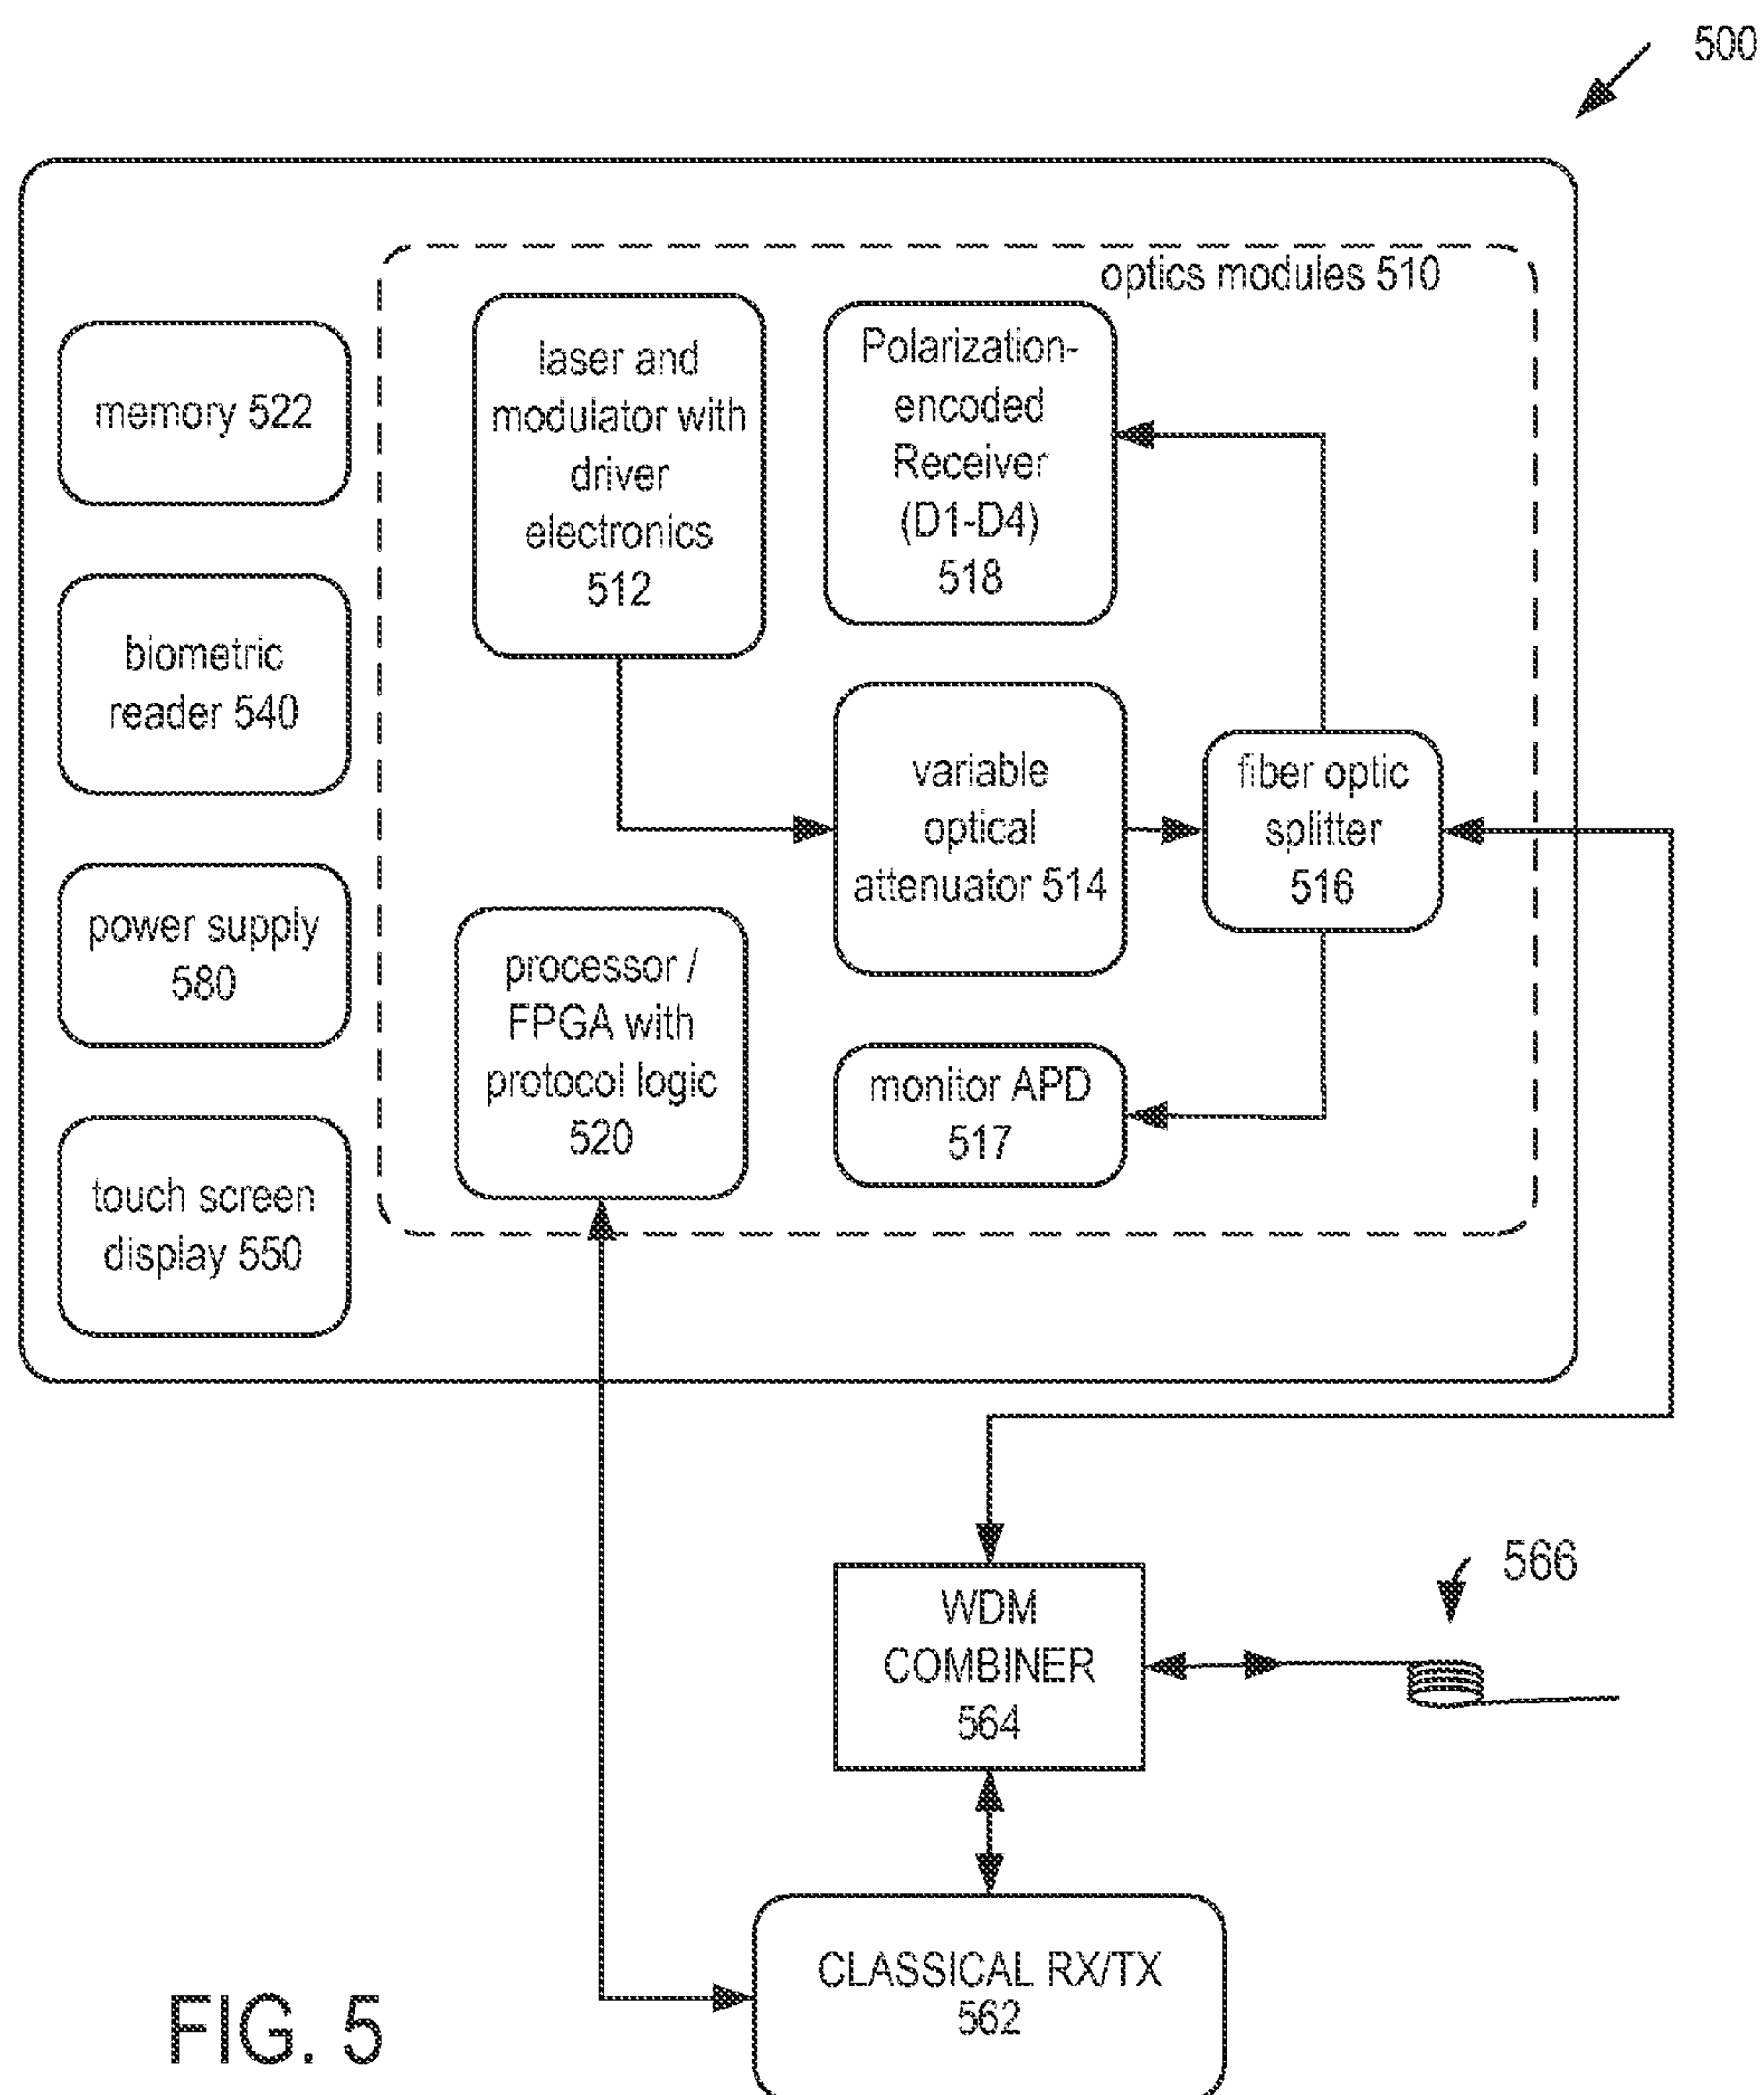 500
optics modules 510
memory 522
biometric
reader 540
power supply
580
touch screen
display 550
laser and
modulator with
driver
electronics
512
Polarization-
encoded
Receiver
(D1-D4)
518
variable
optical
attenuator 514
fiber optic
splitter
516
processor /
FPGA with
protocol logic
520
monitor APD
517
WDM
COMBINER
564
566
CLASSICAL RX/TX
562
FIG. 5